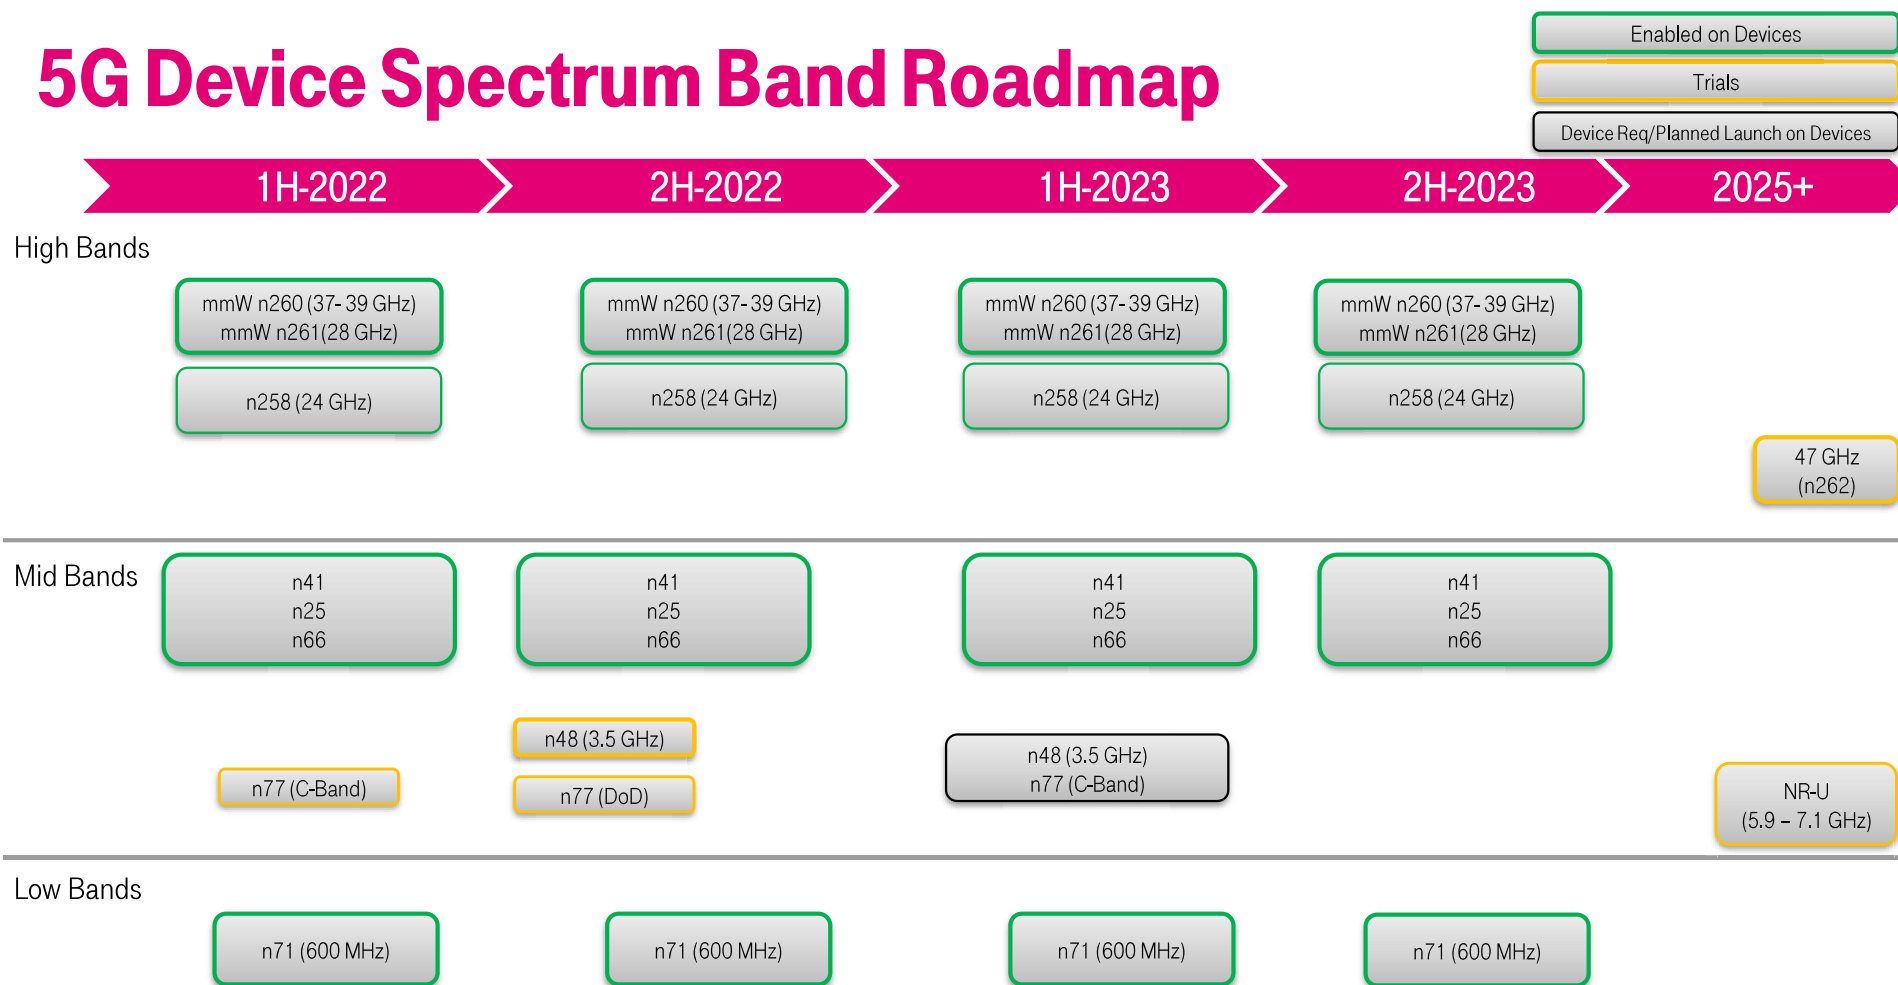 5G Device Spectrum Band Roadmap
Enabled on Devices
Trials
Device Req/Planned Launch on Devices
1H-2022
2H-2022
1H-2023
2H-2023
2025+
High Bands
mmW n260 (37- 39 GHz)
mmW n261(28 GHz)
mmW n260 (37- 39 GHz)
mmW n261(28 GHz)
mmW n260 (37- 39 GHz)
mmW n261(28 GHz)
mmW n260 (37- 39 GHz)
mmW n261(28 GHz)
n258 (24 GHz)
n258 (24 GHz)
n258 (24 GHz)
n258 (24 GHz)
47 GHz
(n262)
Mid Bands
n41
n25
n66
n41
n25
n66
n41
n25
n66
n41
n25
n66
n77 (C-Band)
n48 (3.5 GHz)
n77 (DoD)
n48 (3.5 GHz)
n77 (C-Band)
NR-U
(5.9 – 7.1 GHz)
Low Bands
n71 (600 MHz)
n71 (600 MHz)
n71 (600 MHz)
n71 (600 MHz)